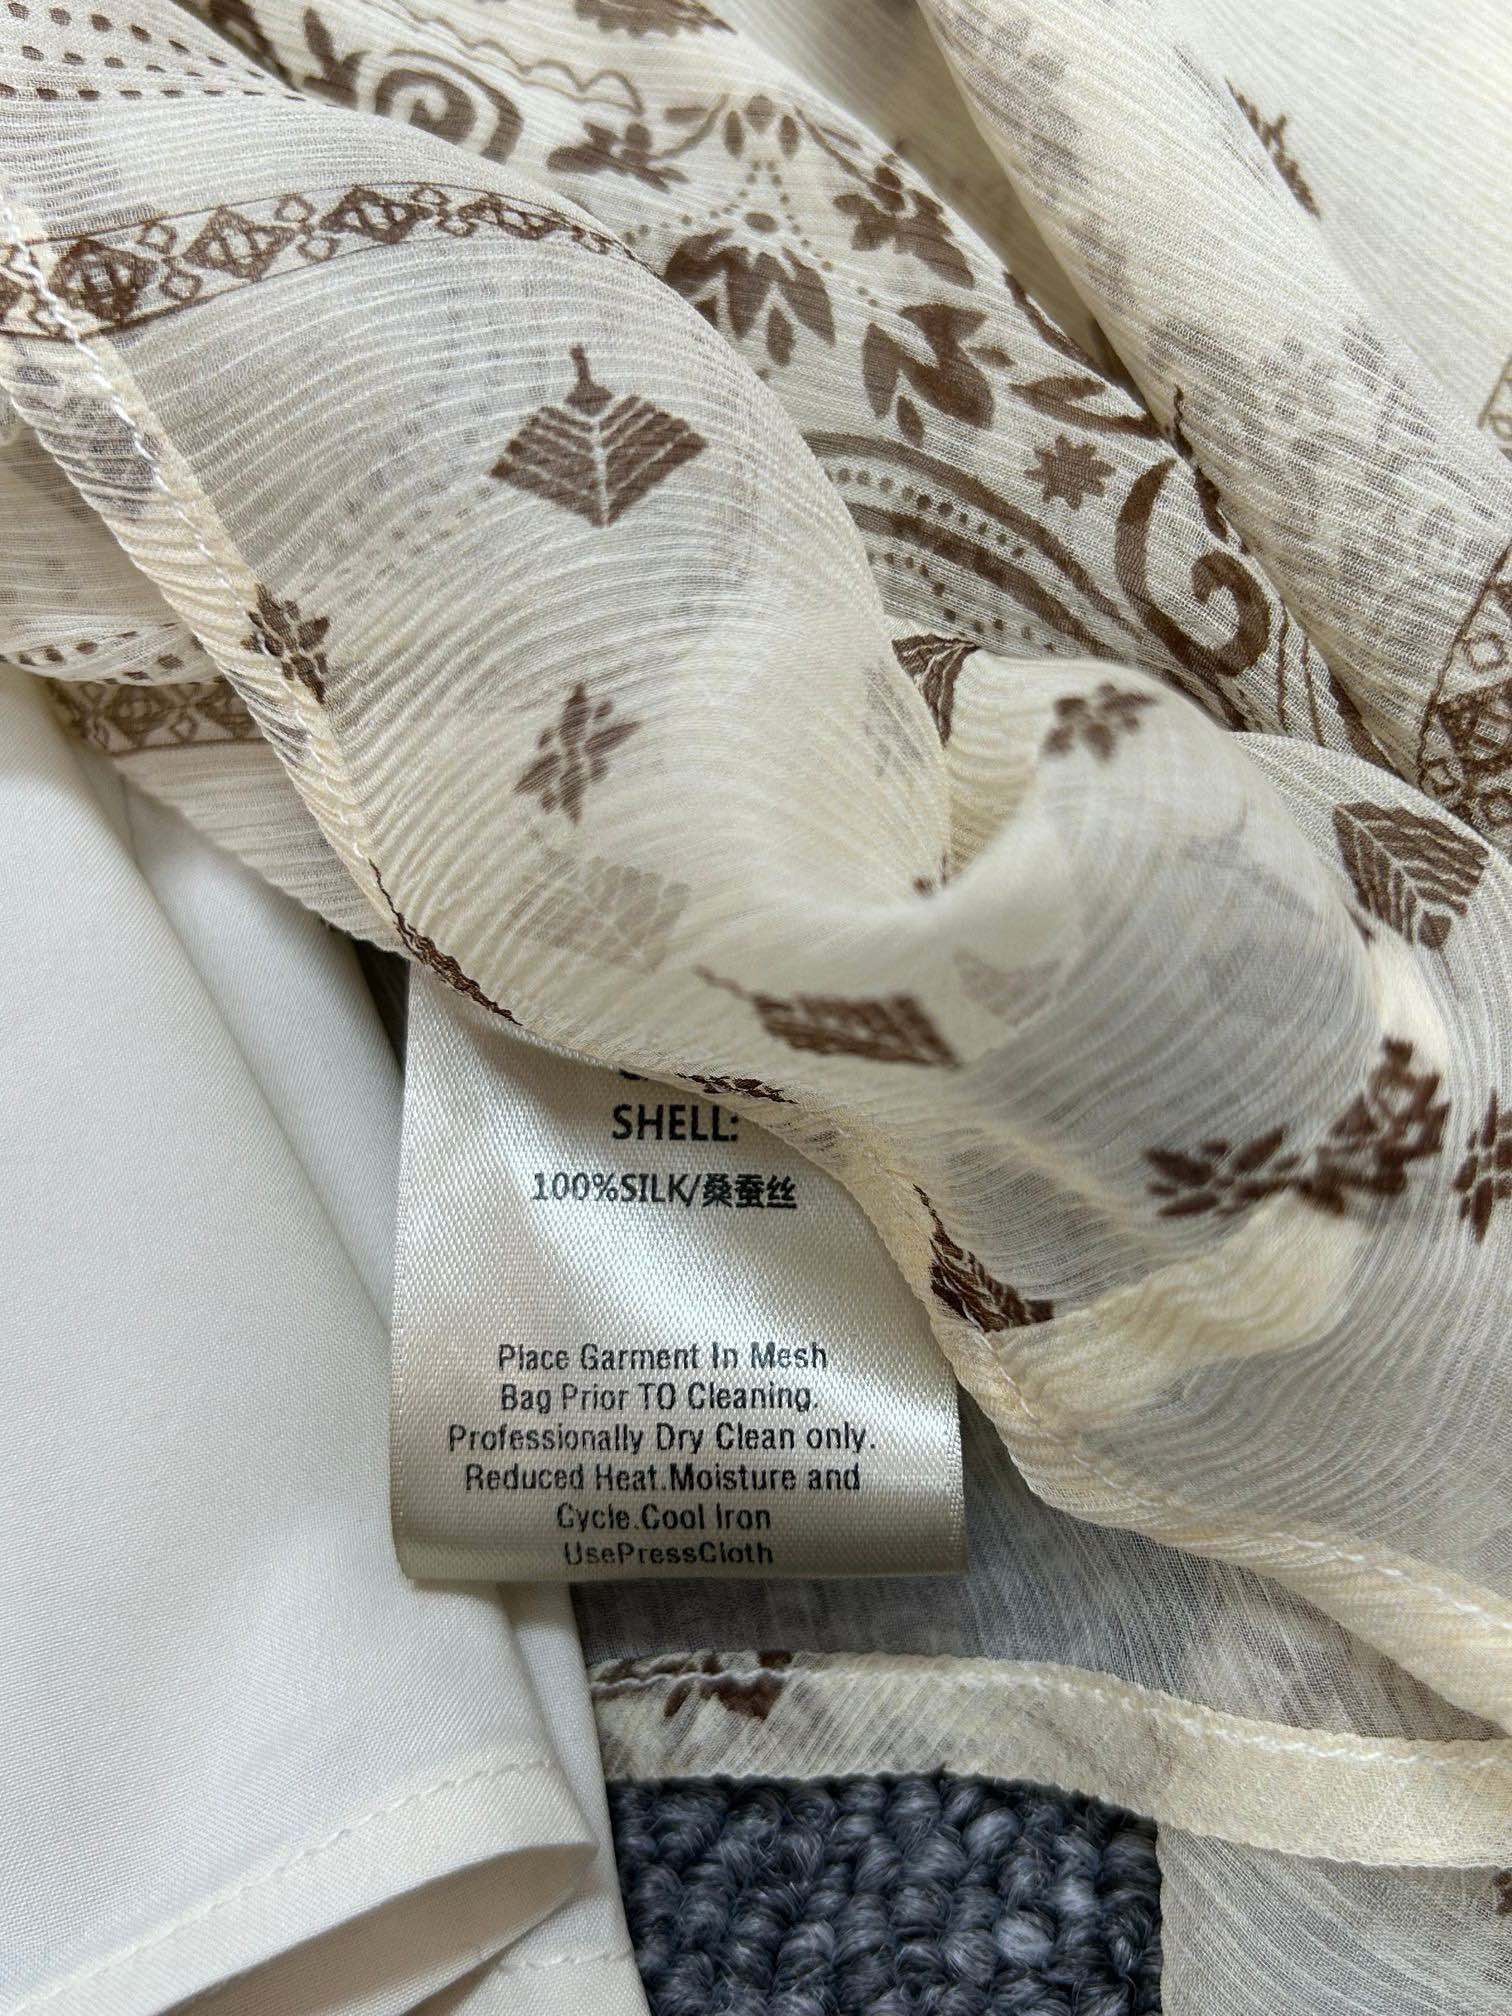 SHELL:
100%SILK/桑蚕丝
Place Garment In Mesh
Bag Prior TO Cleaning.
Professionally Dry Clean only.
Reduced Heat.Moisture and
Cycle.Cool Iron
UsePressCloth